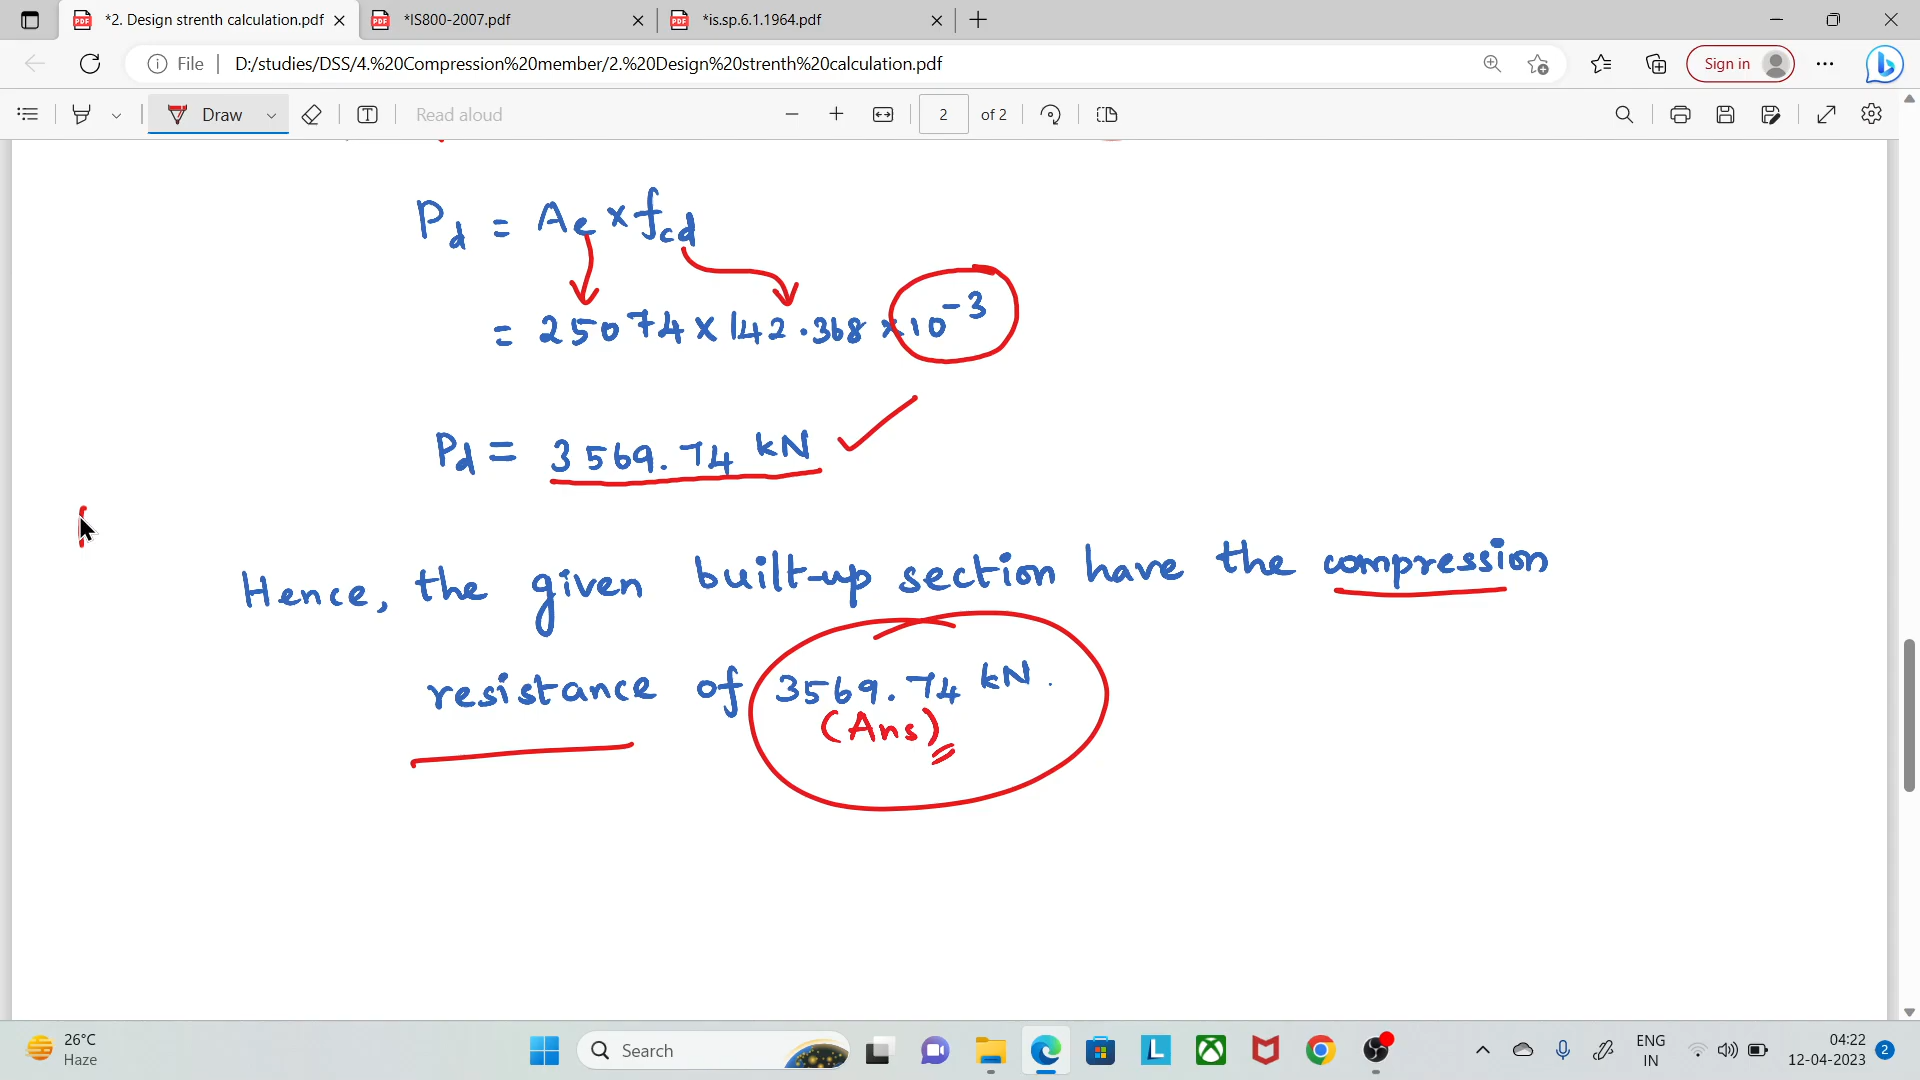 *2. Design strenth calculation.pdf
*IS800-2007.pdf
*is.sp.6.1.1964.pdf
File
D:/studies/DSS/4.%20Compression%20member/2.%20Design%20strenth%20calculation.pdf
Sign in
Draw
Read aloud
2 of 2
Pd = Ae × fcd
= 25074 × 142.368 × 10⁻³
Pd = 3569.74 kN
Hence, the given built-up section have the compression
resistance of 3569.74 kN.
(Ans)
26°C
Haze
Search
ENG
IN
04:22
12-04-2023
2